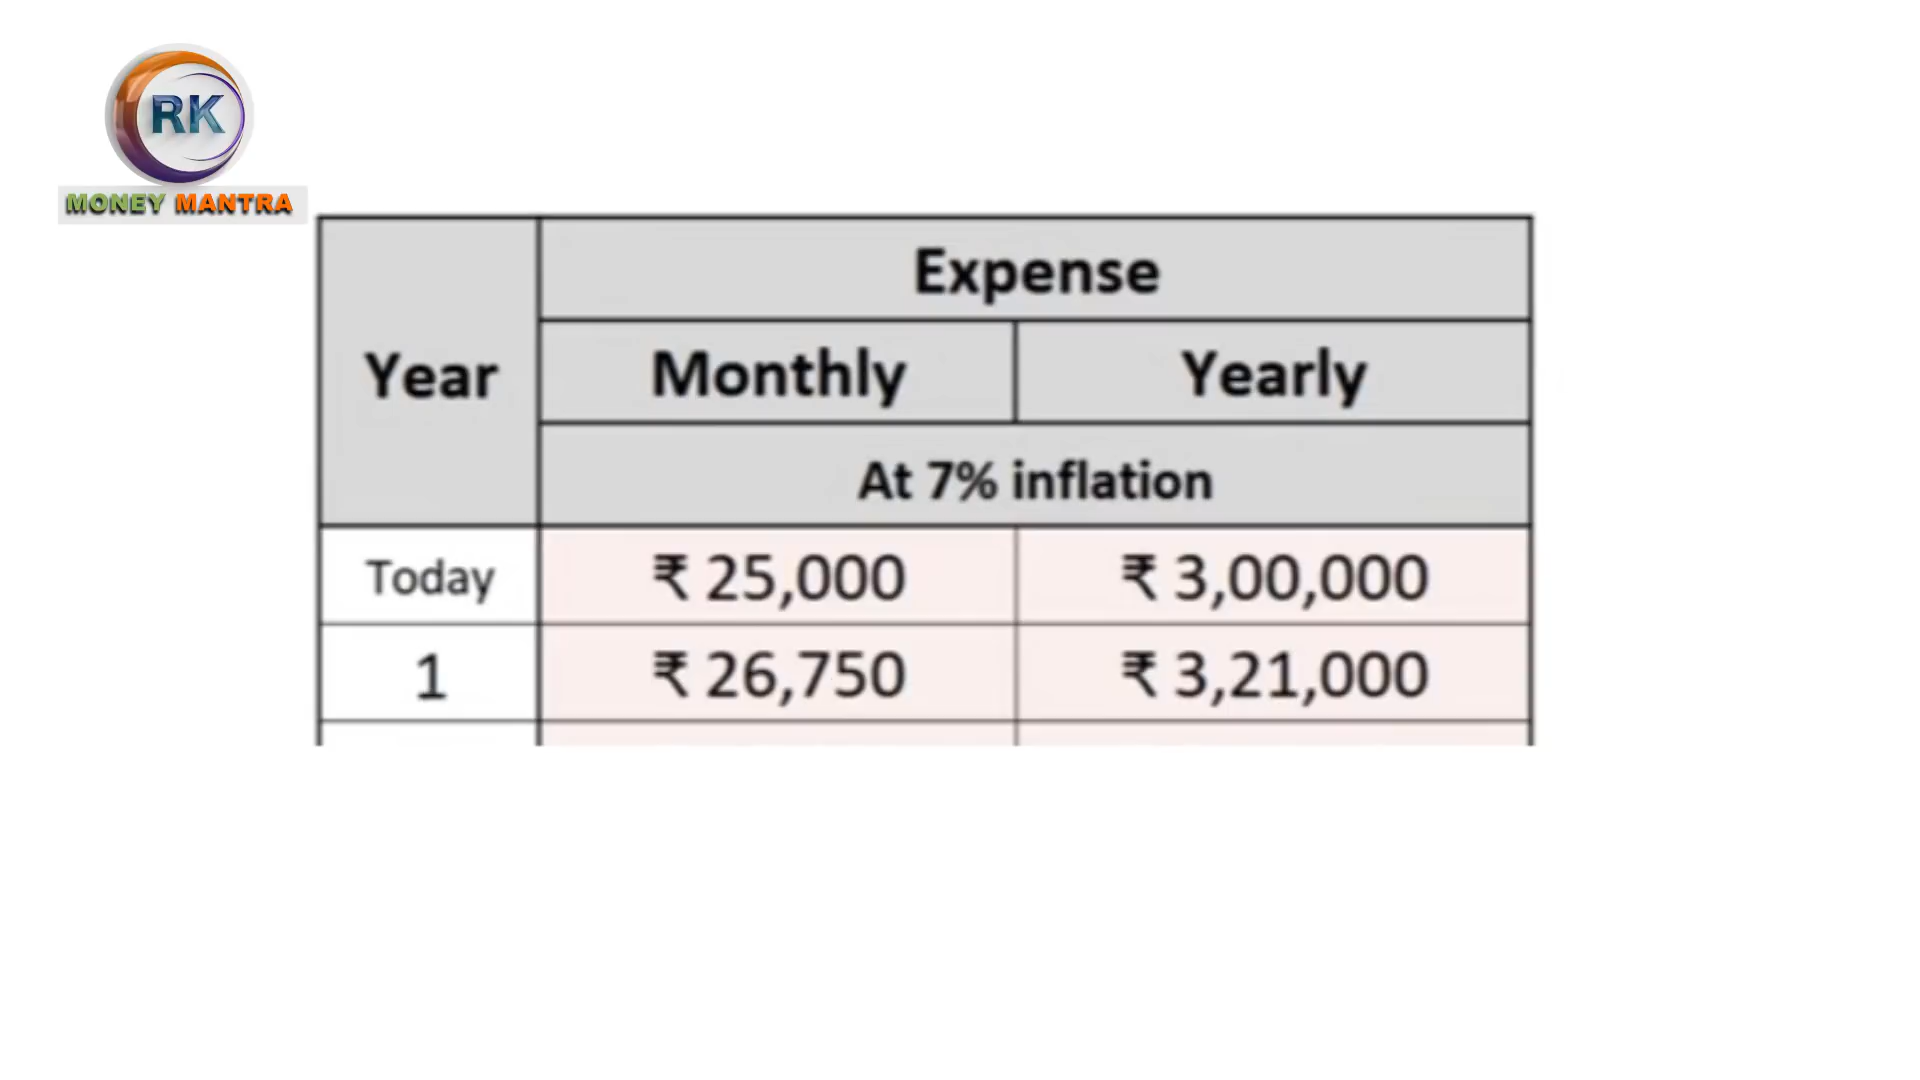 RK
MONEY MANTRA
Year
Expense
Monthly Yearly
At 7% inflation
Today ₹ 25,000 ₹ 3,00,000
1 ₹ 26,750 ₹ 3,21,000